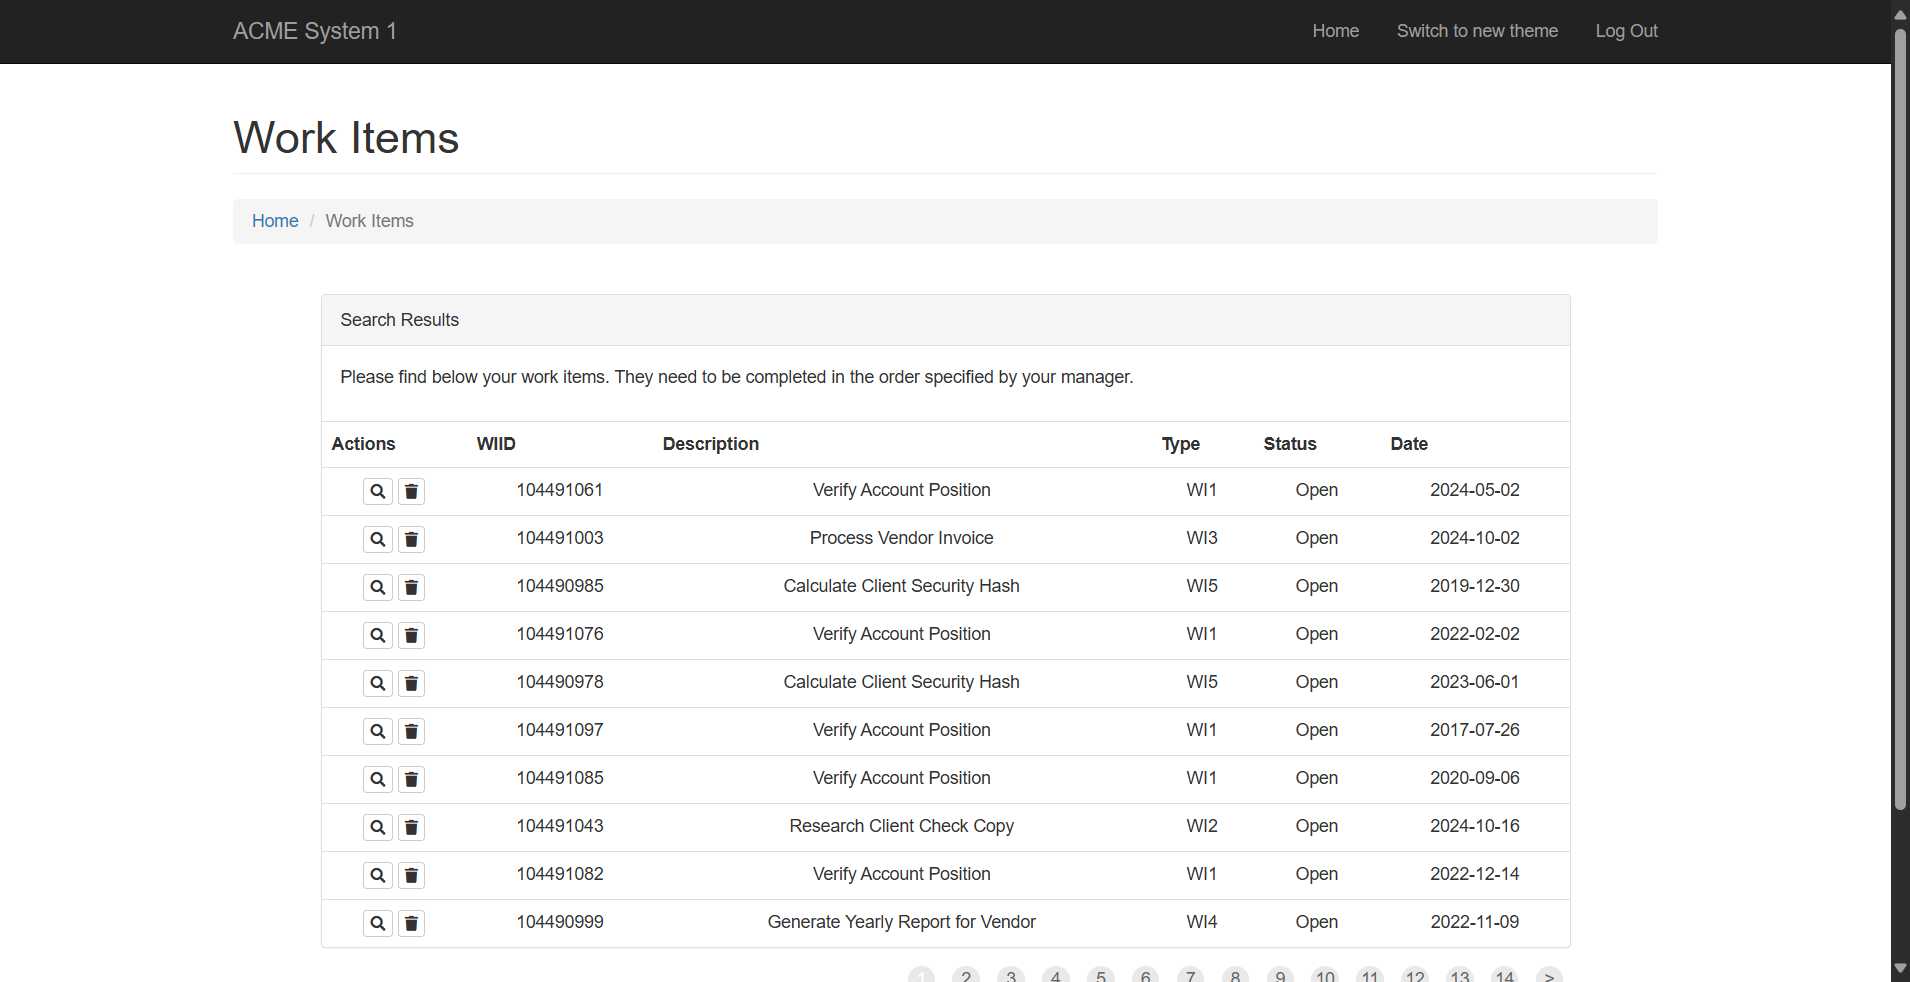 ACME System 1 Home Switch to new theme Log Out
Work Items
Home / Work Items
Search Results
Please find below your work items. They need to be completed in the order specified by your manager.
Actions WIID Description Type Status Date
104491061 Verify Account Position WI1 Open 2024-05-02
104491003 Process Vendor Invoice WI3 Open 2024-10-02
104490985 Calculate Client Security Hash WI5 Open 2019-12-30
104491076 Verify Account Position WI1 Open 2022-02-02
104490978 Calculate Client Security Hash WI5 Open 2023-06-01
104491097 Verify Account Position WI1 Open 2017-07-26
104491085 Verify Account Position WI1 Open 2020-09-06
104491043 Research Client Check Copy WI2 Open 2024-10-16
104491082 Verify Account Position WI1 Open 2022-12-14
104490999 Generate Yearly Report for Vendor WI4 Open 2022-11-09
1 2 3 4 5 6 7 8 9 10 11 12 13 14 >